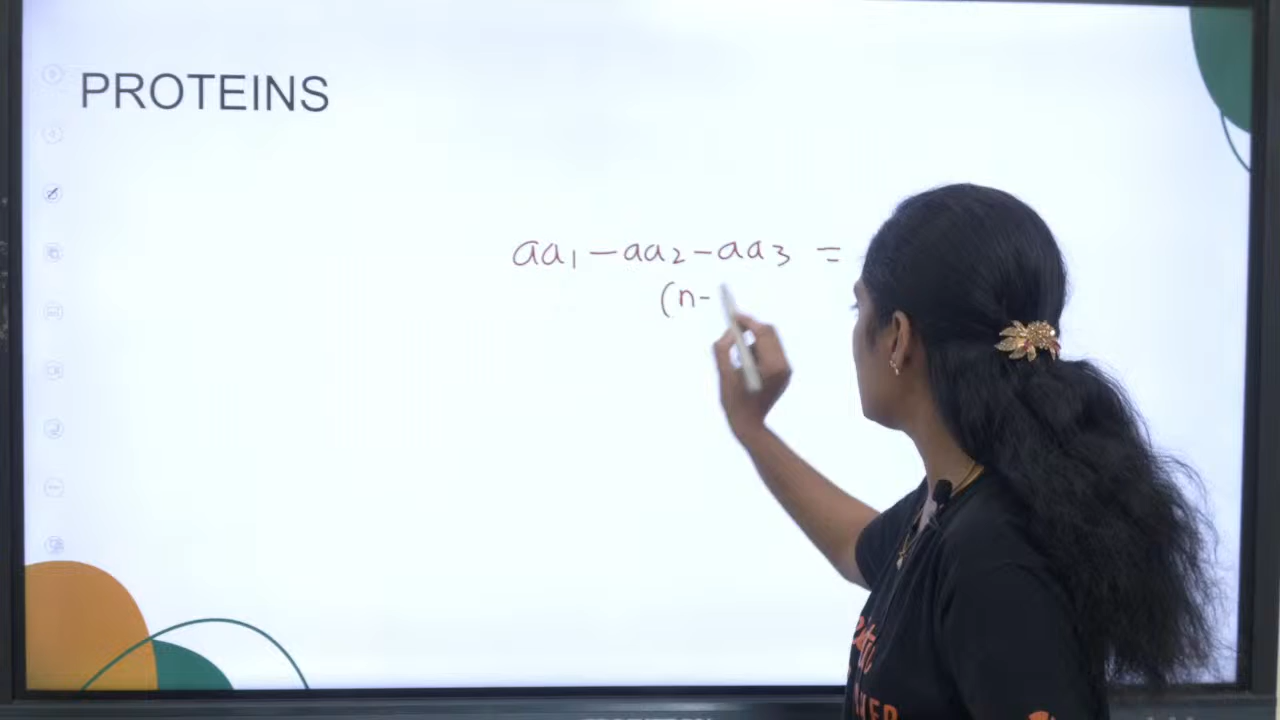 PROTEINS
aa1 - aa2 - aa3 =
(n-